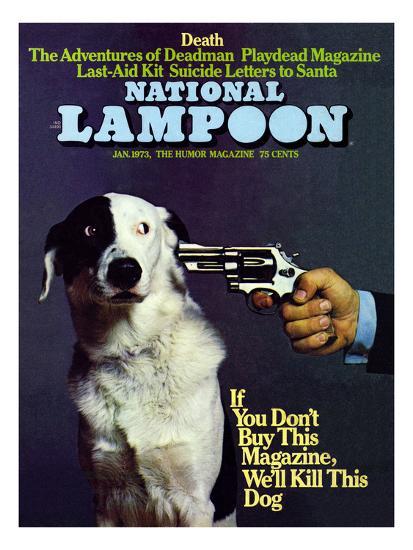 Death
The Adventures of Deadman Playdead Magazine
Last-Aid Kit Suicide Letters to Santa
NATIONAL
LAMPOON
JAN. 1973, THE HUMOR MAGAZINE 75 CENTS
If
You Don't
Buy This
Magazine,
We'll Kill This
Dog